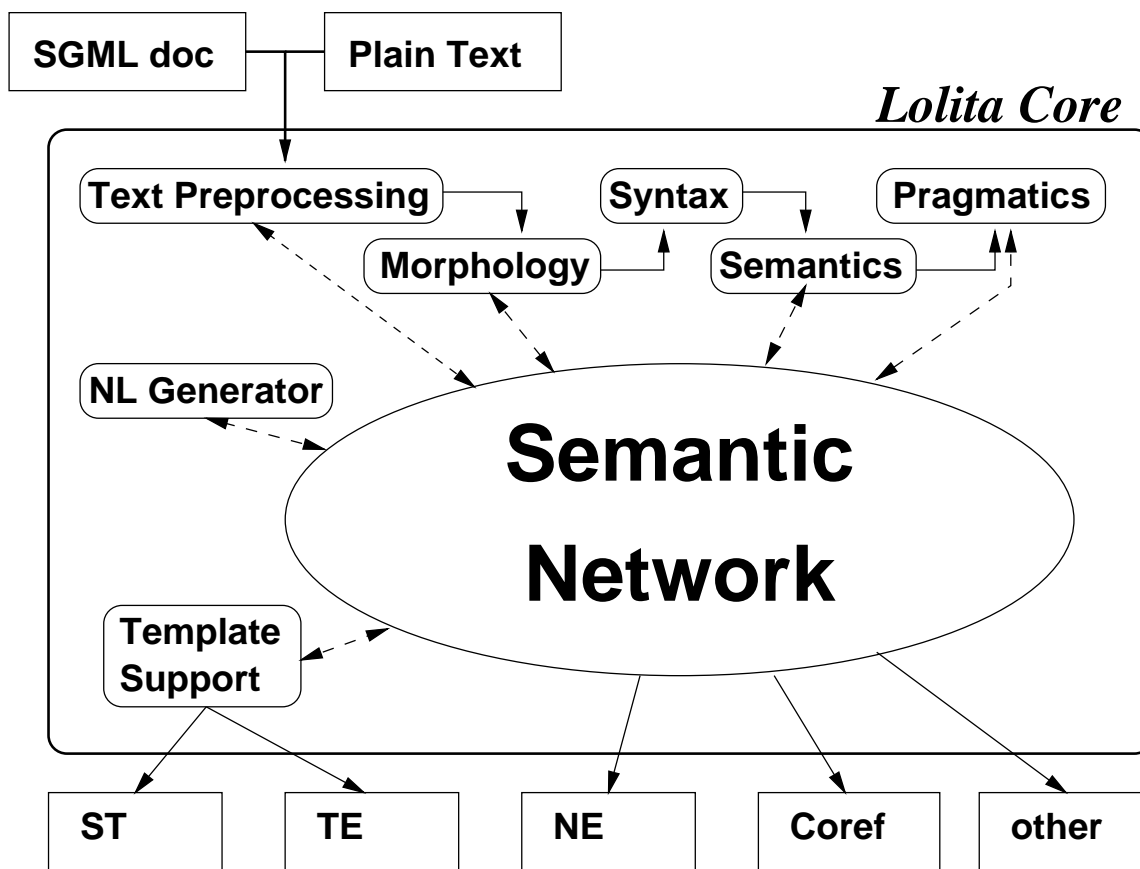 SGML doc
Plain Text
Lolita Core
Text Preprocessing
Syntax
Pragmatics
Morphology
Semantics
NL Generator
Semantic
Network
Template
Support
ST
TE
NE
Coref
other